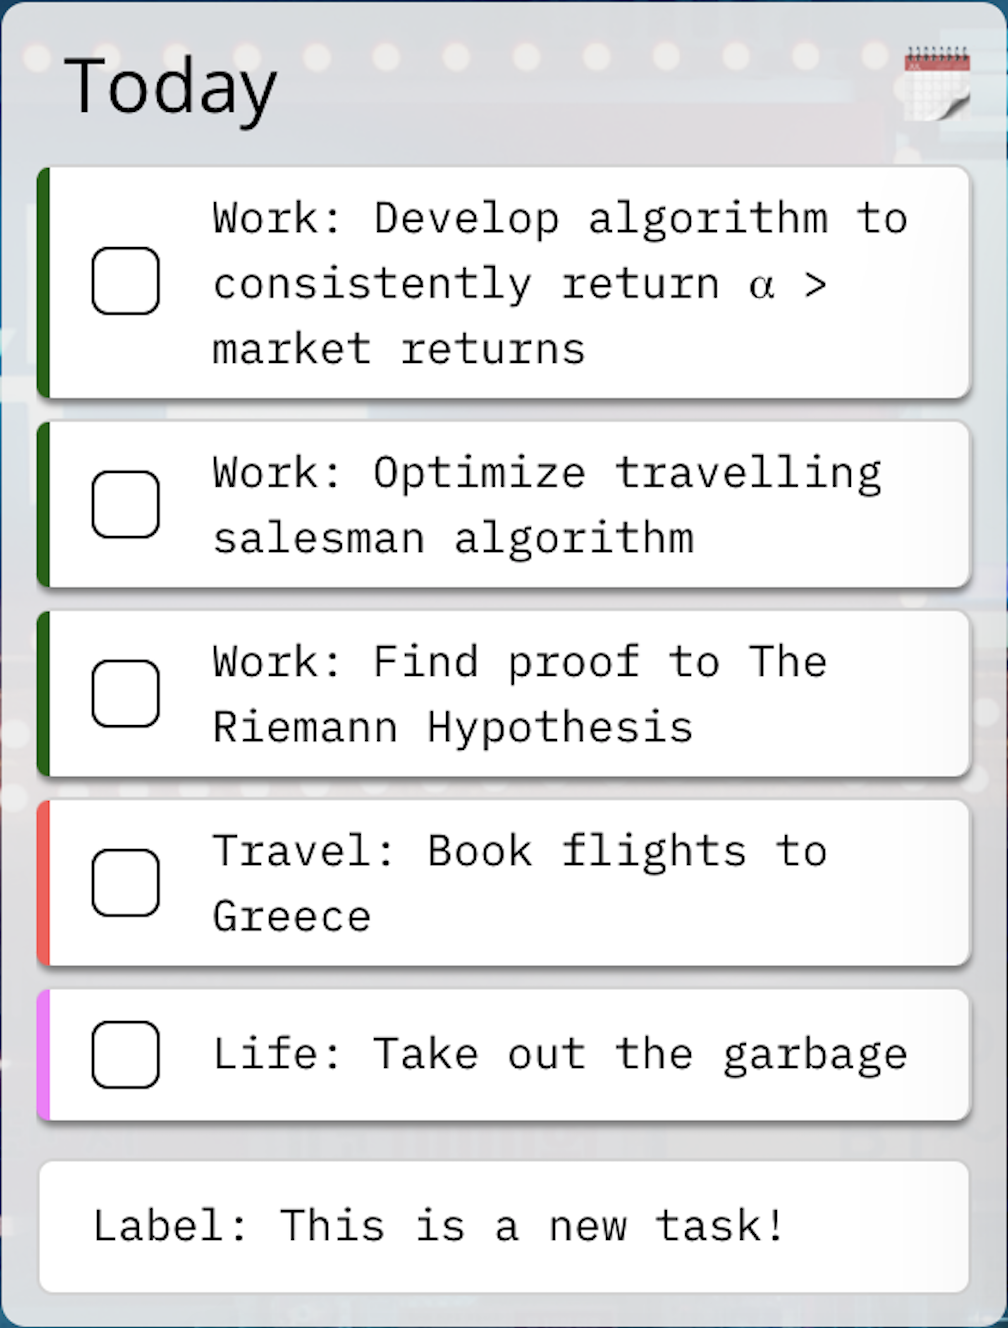 Today
Work: Develop algorithm to
consistently return α >
market returns
Work: Optimize travelling
salesman algorithm
Work: Find proof to The
Riemann Hypothesis
Travel: Book flights to
Greece
Life: Take out the garbage
Label: This is a new task!